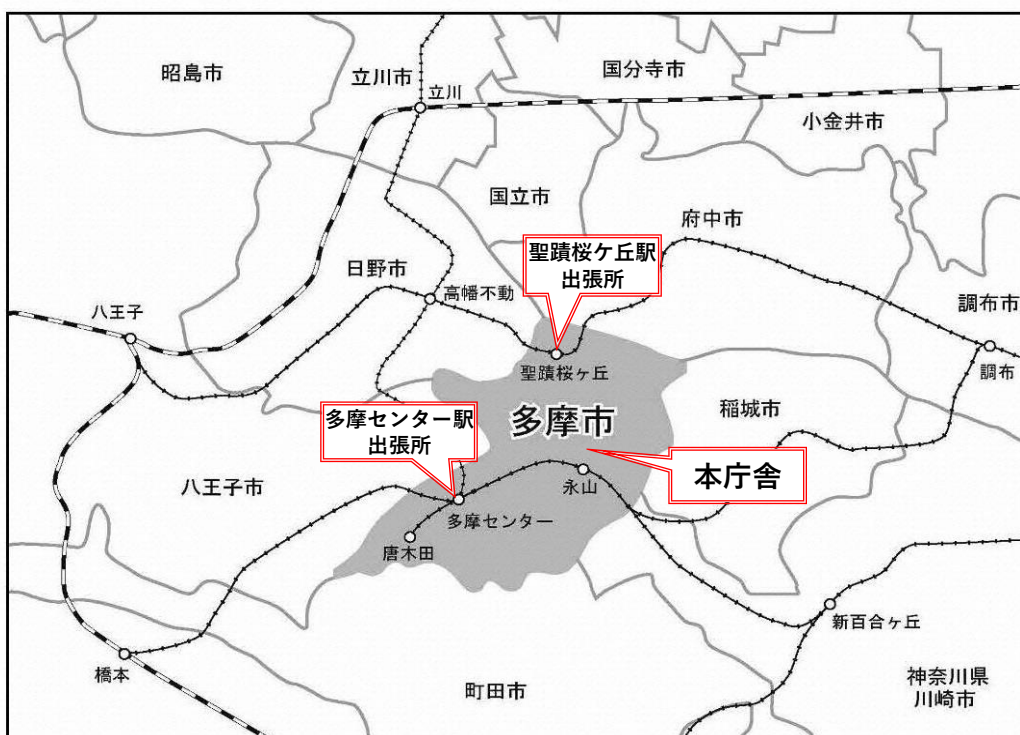 昭島市
立川市
立川
国分寺市
小金井市
国立市
府中市
聖蹟桜ケ丘駅
出張所
日野市
高幡不動
八王子
調布市
調布
聖蹟桜ヶ丘
多摩センター駅
出張所
多摩市
稲城市
本庁舎
永山
八王子市
多摩センター
唐木田
新百合ヶ丘
橋本
町田市
神奈川県
川崎市